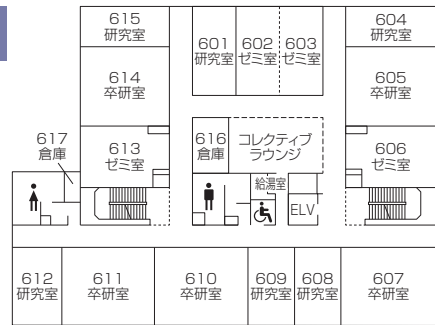 615
研究室
601
研究室
602
ゼミ室
603
ゼミ室
604
研究室
614
卒研室
605
卒研室
617
倉庫
613
ゼミ室
616
倉庫
コレクティブ
ラウンジ
606
ゼミ室
給湯室
ELV
612
研究室
611
卒研室
610
卒研室
609
研究室
608
研究室
607
卒研室